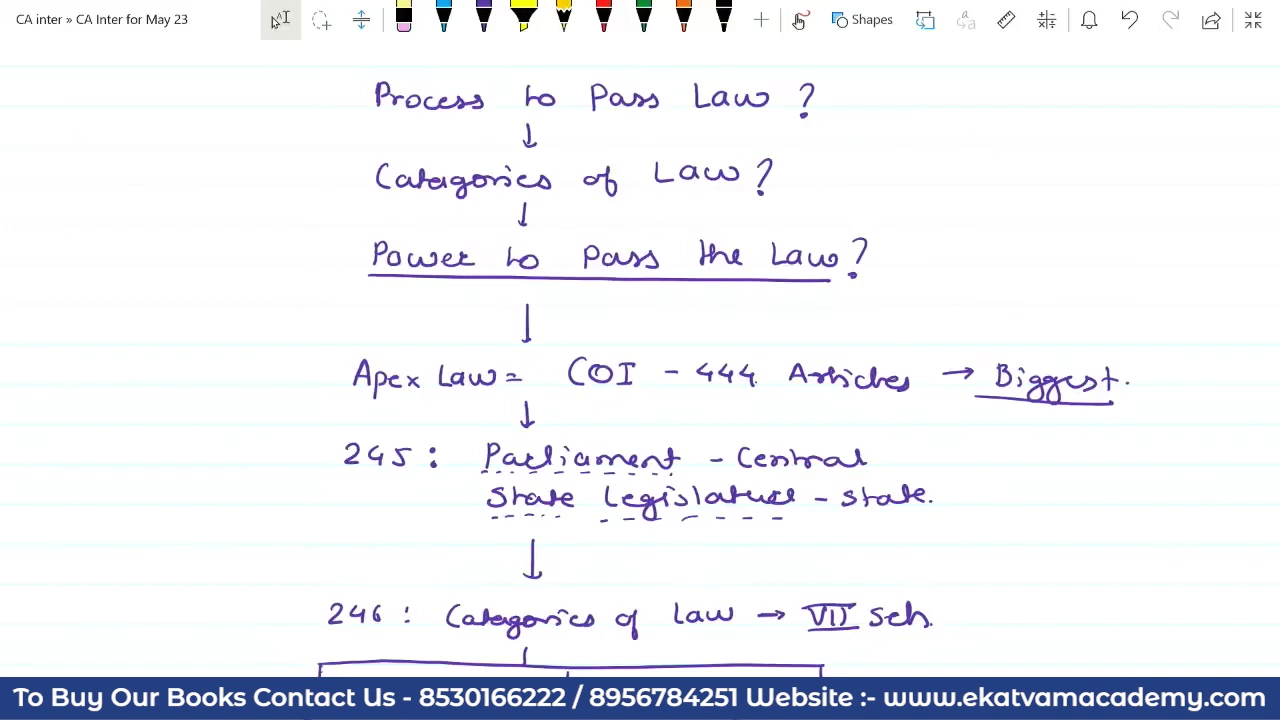 CA inter » CA Inter for May 23
Shapes
Process to Pass Law ?
Catagories of Law ?
Power to Pass the Law ?
Apex Law = COI - 444 Articles → Biggest.
245 : Parliament - Central
State Legislature - State.
246 : Catagories of law → VII Sch.
To Buy Our Books Contact Us - 8530166222 / 8956784251 Website :- www.ekatvamacademy.com